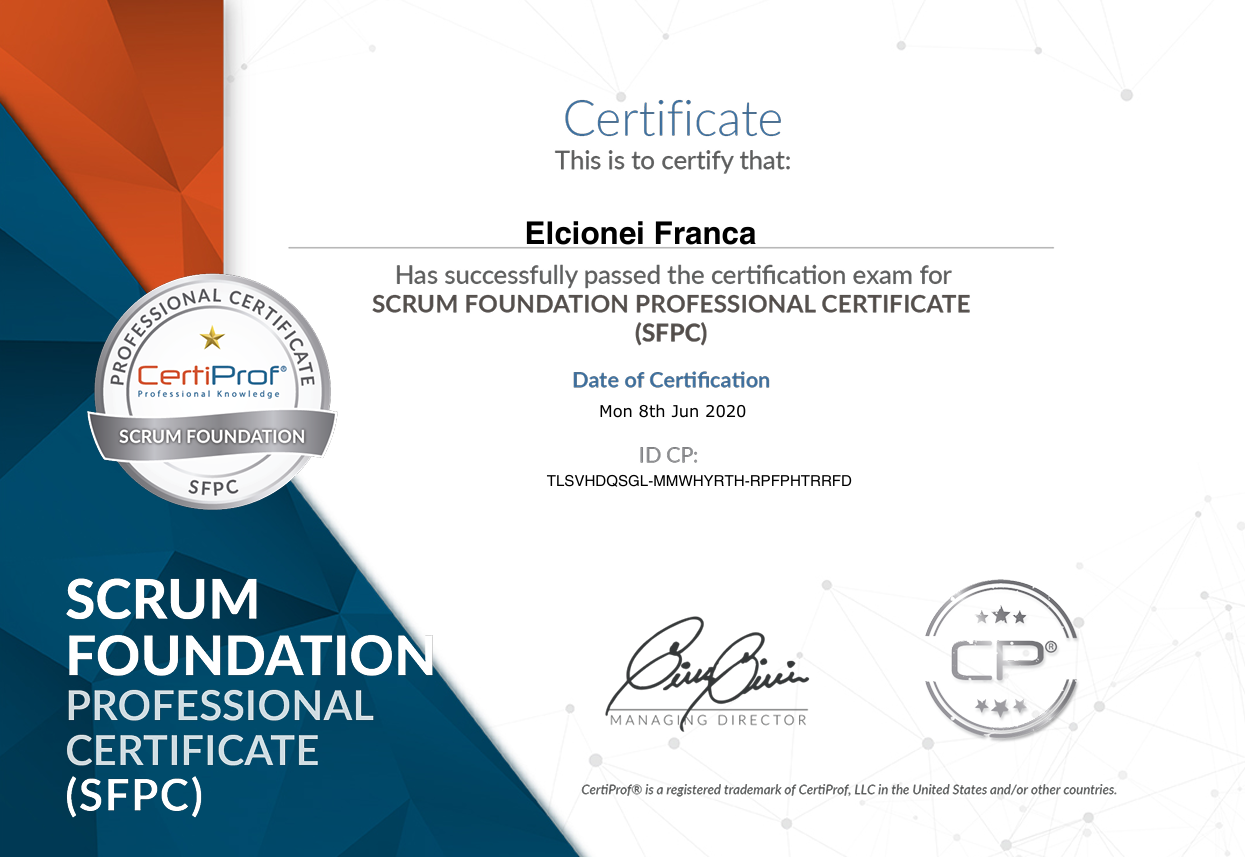 Certificate
This is to certify that:
Elcionei Franca
Has successfully passed the certification exam for
SCRUM FOUNDATION PROFESSIONAL CERTIFICATE
(SFPC)
Date of Certification
Mon 8th Jun 2020
ID CP:
TLSVHDQSGL-MMWHYRTH-RPFPHTRRFD
PROFESSIONAL CERTIFICATE
CertiProf®
Professional Knowledge
SCRUM FOUNDATION
SFPC
SCRUM
FOUNDATION
PROFESSIONAL
CERTIFICATE
(SFPC)
MANAGING DIRECTOR
CP®
CertiProf® is a registered trademark of CertiProf, LLC in the United States and/or other countries.